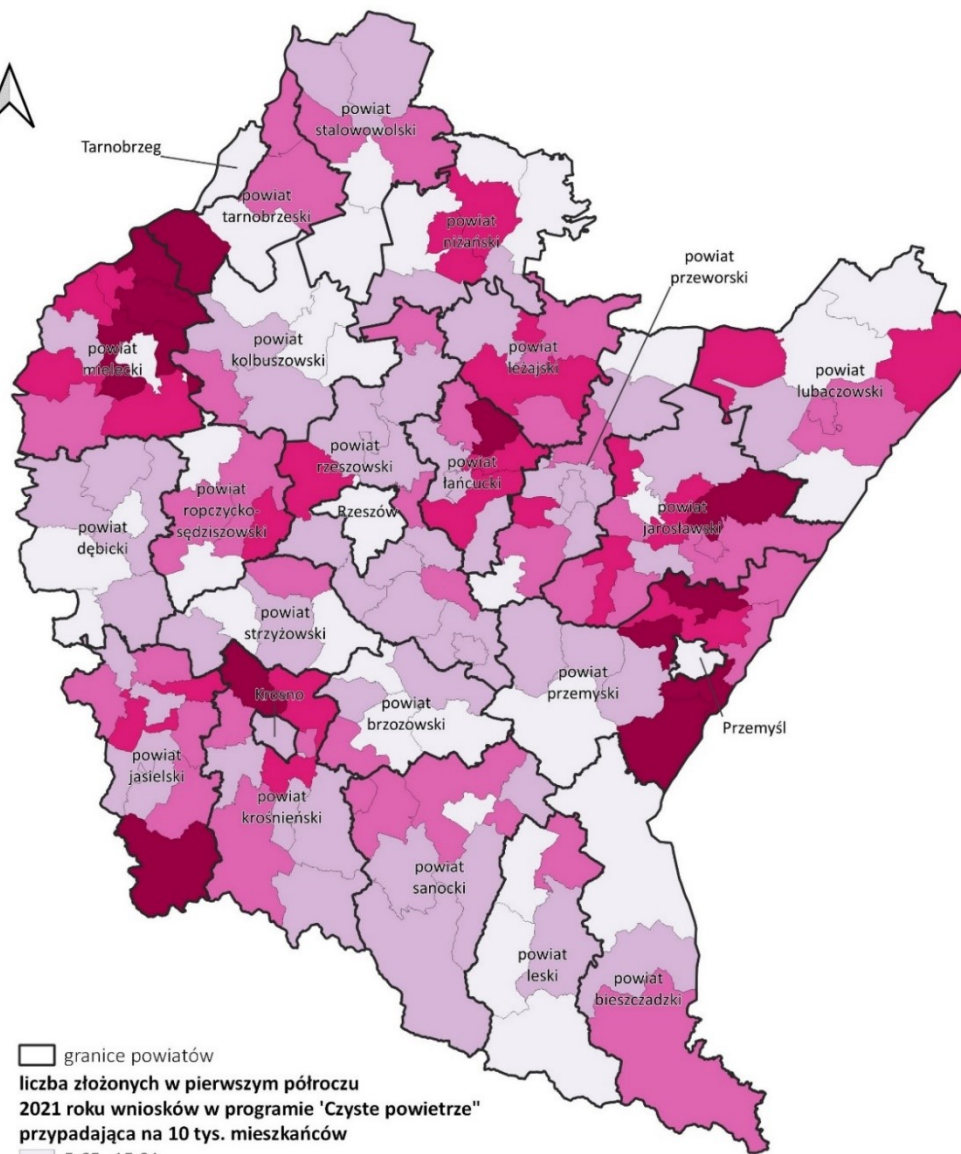 powiat
stalowowolski
Tarnobrzeg
powiat
tarnobrzeski
powiat
niżański
powiat
przeworski
powiat
mielecki
powiat
kolbuszowski
powiat
leżajski
powiat
lubaczowski
powiat
rzeszowski
powiat
łańcucki
powiat
ropczycko-
sędziszowski
Rzeszów
powiat
jarosławski
powiat
dębicki
powiat
strzyżowski
powiat
przemyski
Krosno
powiat
brzozowski
Przemyśl
powiat
jasielski
powiat
krośnieński
powiat
sanocki
powiat
leski
powiat
bieszczadzki
granice powiatów
liczba złożonych w pierwszym półroczu
2021 roku wniosków w programie 'Czyste powietrze"
przypadająca na 10 tys. mieszkańców